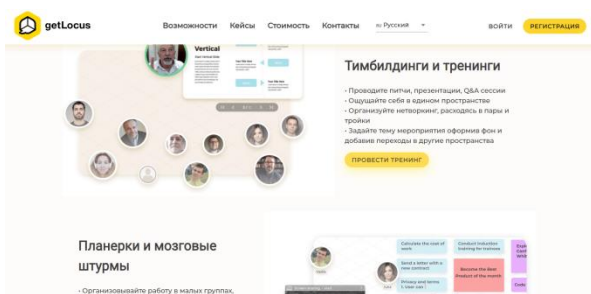 getLocus
Возможности Кейсы Стоимость Контакты Русский ВОЙТИ РЕГИСТРАЦИЯ
Vertical
Тимбилдинги и тренинги
• Проводите питчи, презентации, Q&A сессии
• Ощущайте себя в едином пространстве
• Организуйте нетворкинг, расходясь в пары и
тройки
• Задайте тему мероприятия оформив фон и
добавив переходы в другие пространства
ПРОВЕСТИ ТРЕНИНГ
Планерки и мозговые
штурмы
• Организовывайте работу в малых группах,
Calculate the cost of
work
Conduct induction
training for trainees
Send a letter with a
new contract
Become the Best
Product of the month
Privacy and terms